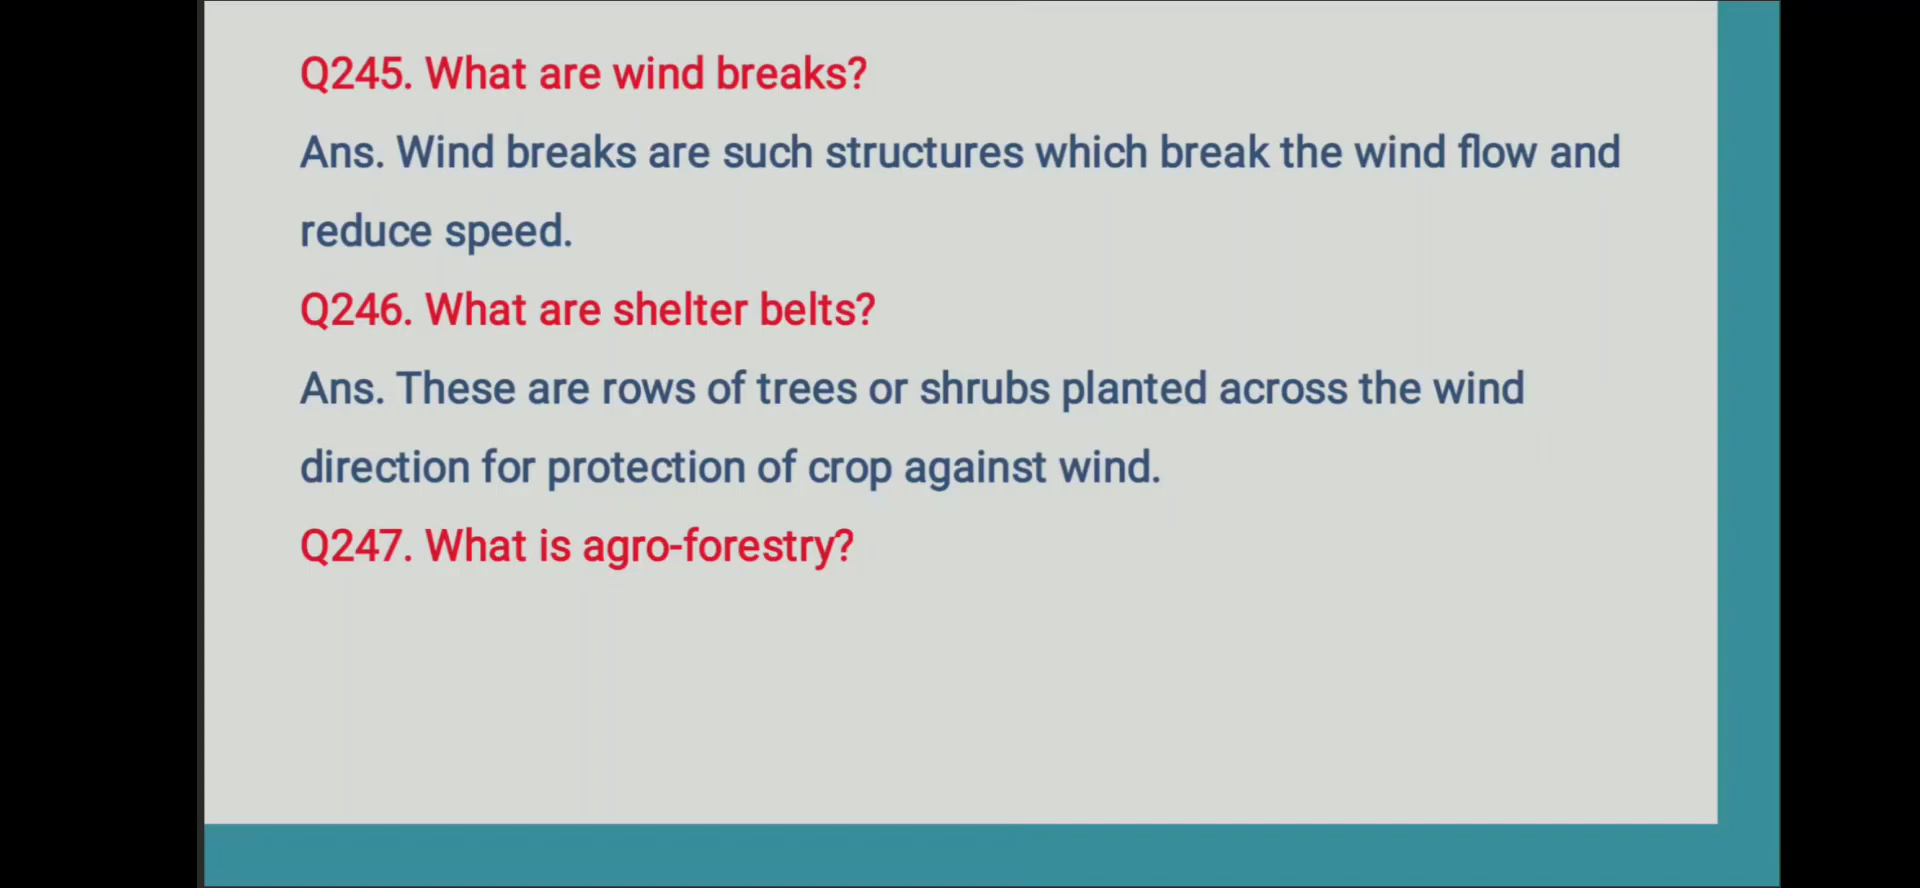 Q245. What are wind breaks?
Ans. Wind breaks are such structures which break the wind flow and
reduce speed.
Q246. What are shelter belts?
Ans. These are rows of trees or shrubs planted across the wind
direction for protection of crop against wind.
Q247. What is agro-forestry?